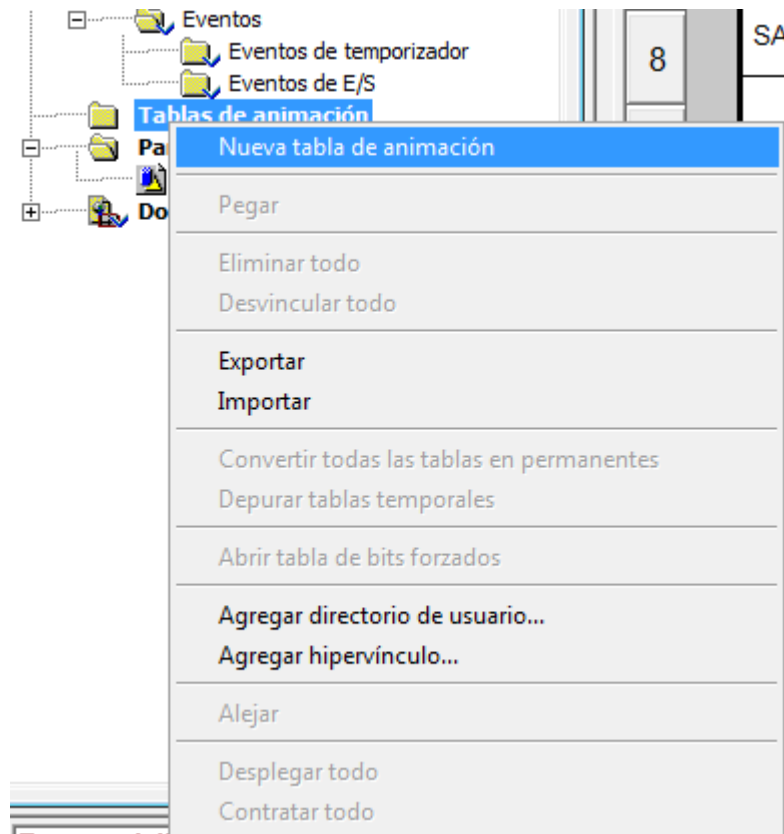 Eventos
Eventos de temporizador
Eventos de E/S
8
SA
Tablas de animación
Pa
Do
Nueva tabla de animación
Pegar
Eliminar todo
Desvincular todo
Exportar
Importar
Convertir todas las tablas en permanentes
Depurar tablas temporales
Abrir tabla de bits forzados
Agregar directorio de usuario...
Agregar hipervínculo...
Alejar
Desplegar todo
Contratar todo